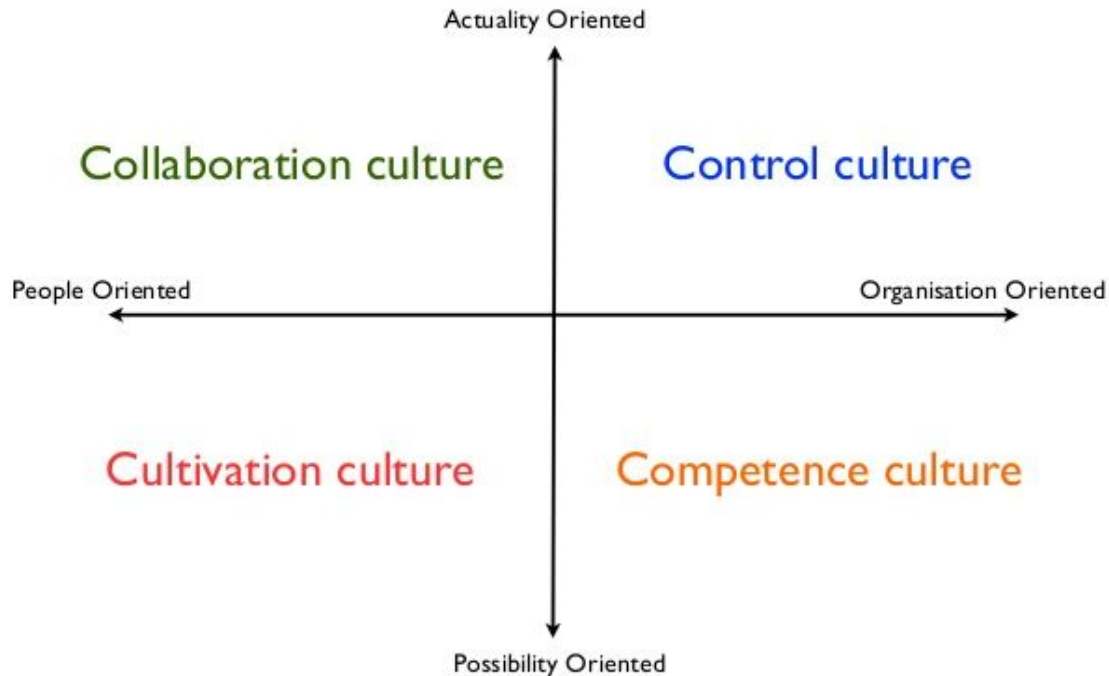 Actuality Oriented
Collaboration culture
Control culture
People Oriented
Organisation Oriented
Cultivation culture
Competence culture
Possibility Oriented